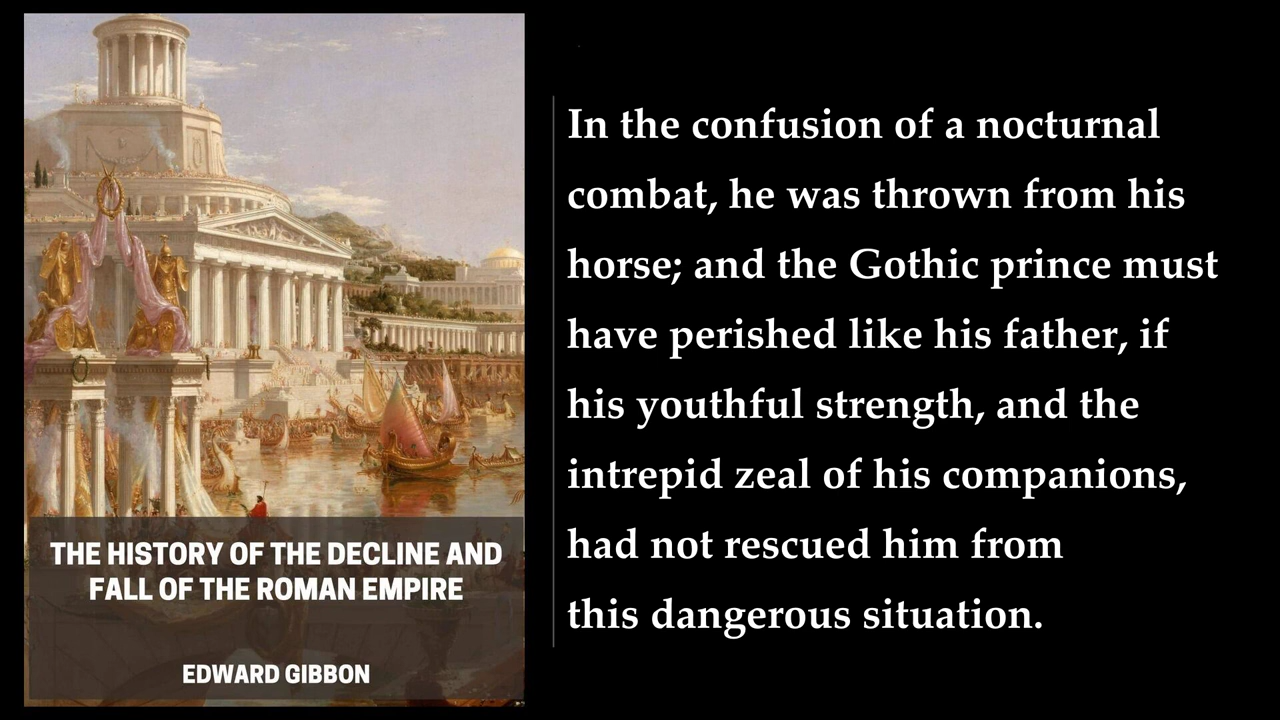 THE HISTORY OF THE DECLINE AND
FALL OF THE ROMAN EMPIRE
EDWARD GIBBON
In the confusion of a nocturnal
combat, he was thrown from his
horse; and the Gothic prince must
have perished like his father, if
his youthful strength, and the
intrepid zeal of his companions,
had not rescued him from
this dangerous situation.